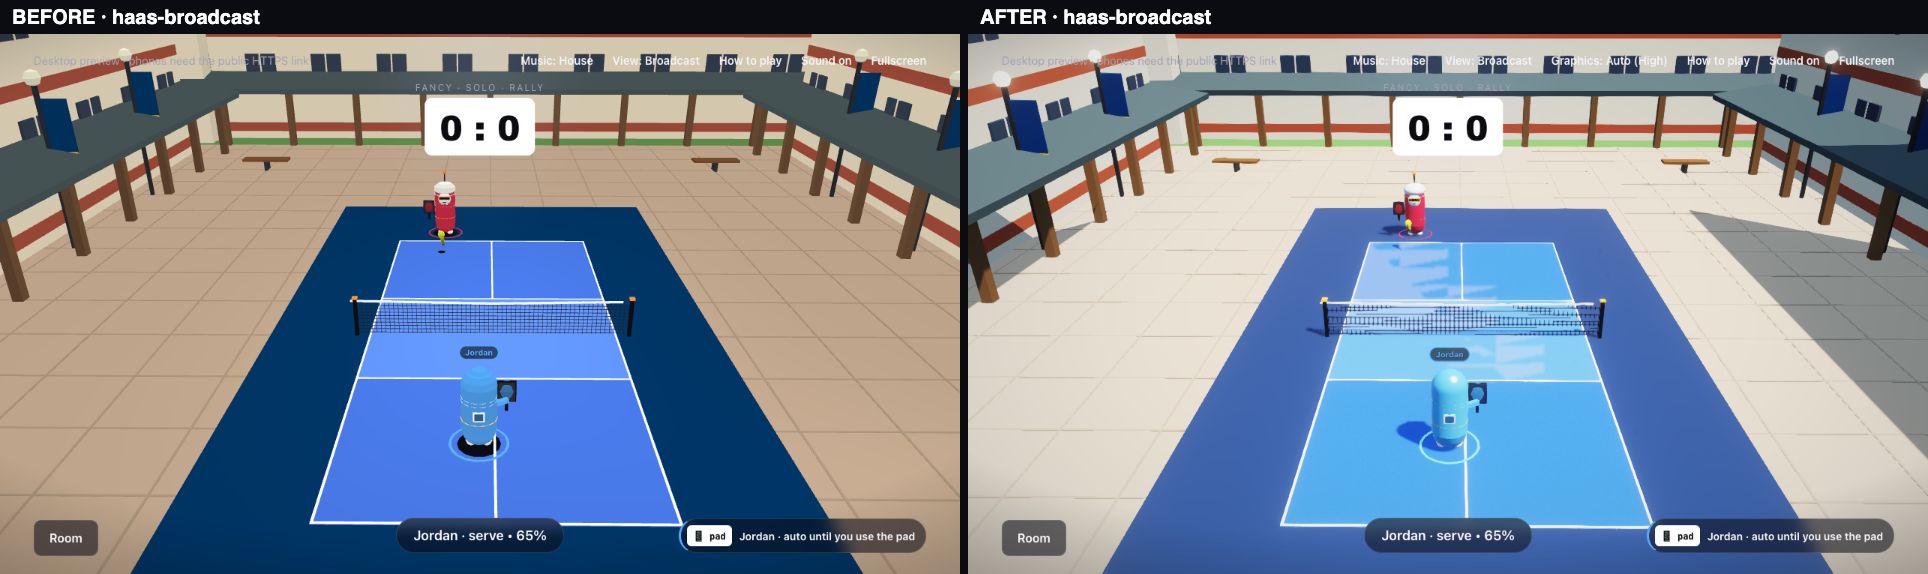 BEFORE · haas-broadcast
Desktop preview · phones need the public HTTPS link
Music: House View: Broadcast How to play Sound on Fullscreen
FANCY · SOLO · RALLY
0 : 0
Jordan
Room
Jordan · serve • 65%
pad Jordan · auto until you use the pad
AFTER · haas-broadcast
Desktop preview · phones need the public HTTPS link
Music: House View: Broadcast Graphics: Auto (High) How to play Sound on Fullscreen
FANCY · SOLO · RALLY
0 : 0
Jordan
Room
Jordan · serve • 65%
pad Jordan · auto until you use the pad